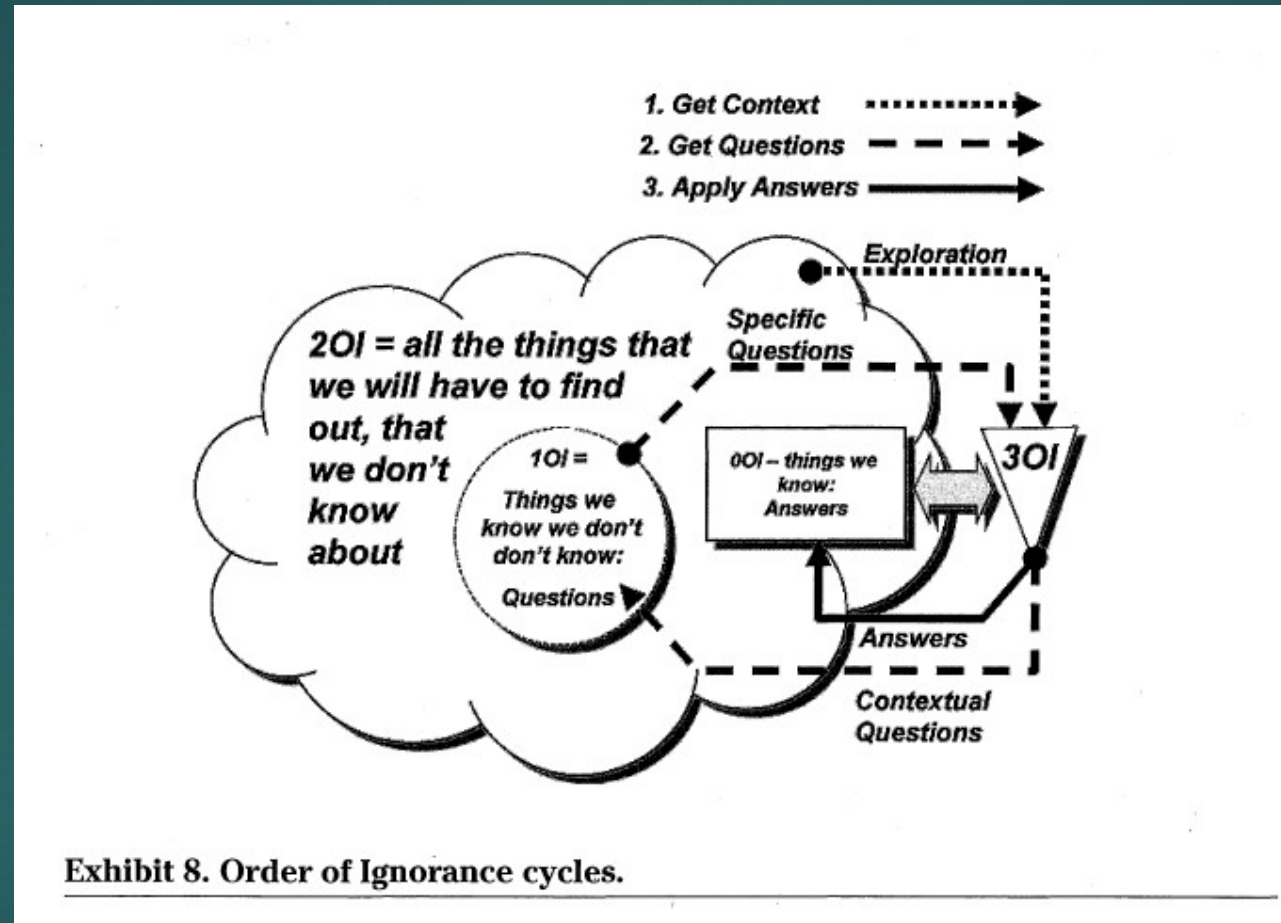 1. Get Context
2. Get Questions
3. Apply Answers
Exploration
Specific
Questions
2OI = all the things that
we will have to find
out, that
we don't
know
about
1OI =
Things we
know we don't
don't know:
Questions
0OI – things we
know:
Answers
3OI
Answers
Contextual
Questions
Exhibit 8. Order of Ignorance cycles.